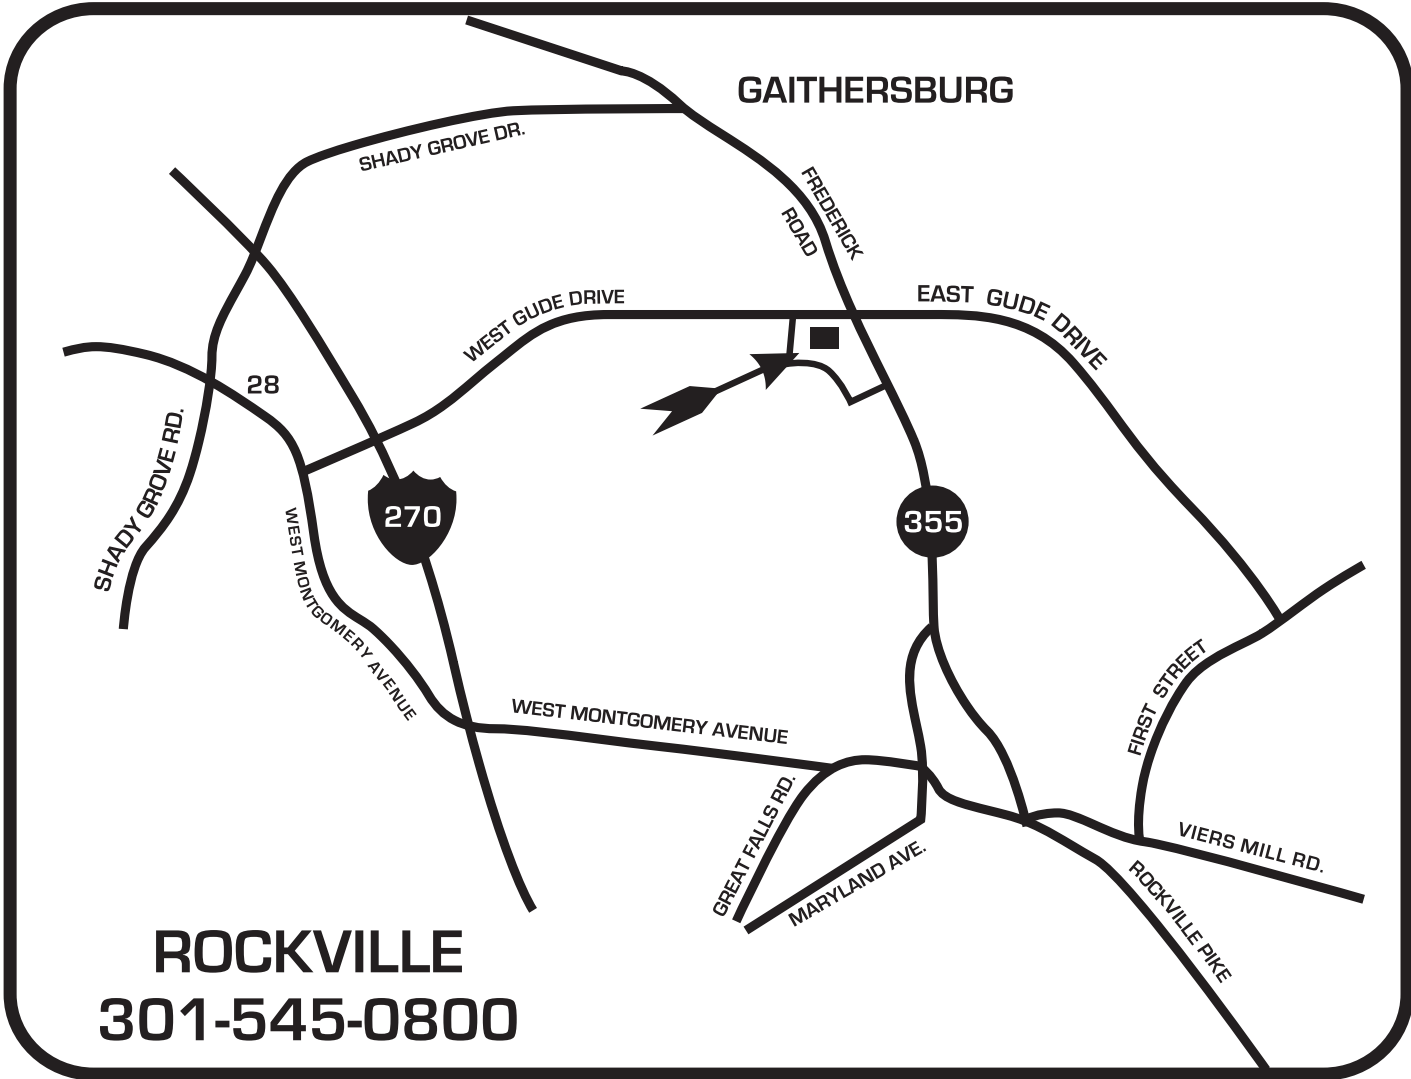 GAITHERSBURG
SHADY GROVE DR.
FREDERICK
ROAD
WEST GUDE DRIVE
EAST GUDE DRIVE
28
SHADY GROVE RD.
270
355
WEST MONTGOMERY AVENUE
WEST MONTGOMERY AVENUE
FIRST STREET
GREAT FALLS RD.
MARYLAND AVE.
VIERS MILL RD.
ROCKVILLE PIKE
ROCKVILLE
301-545-0800